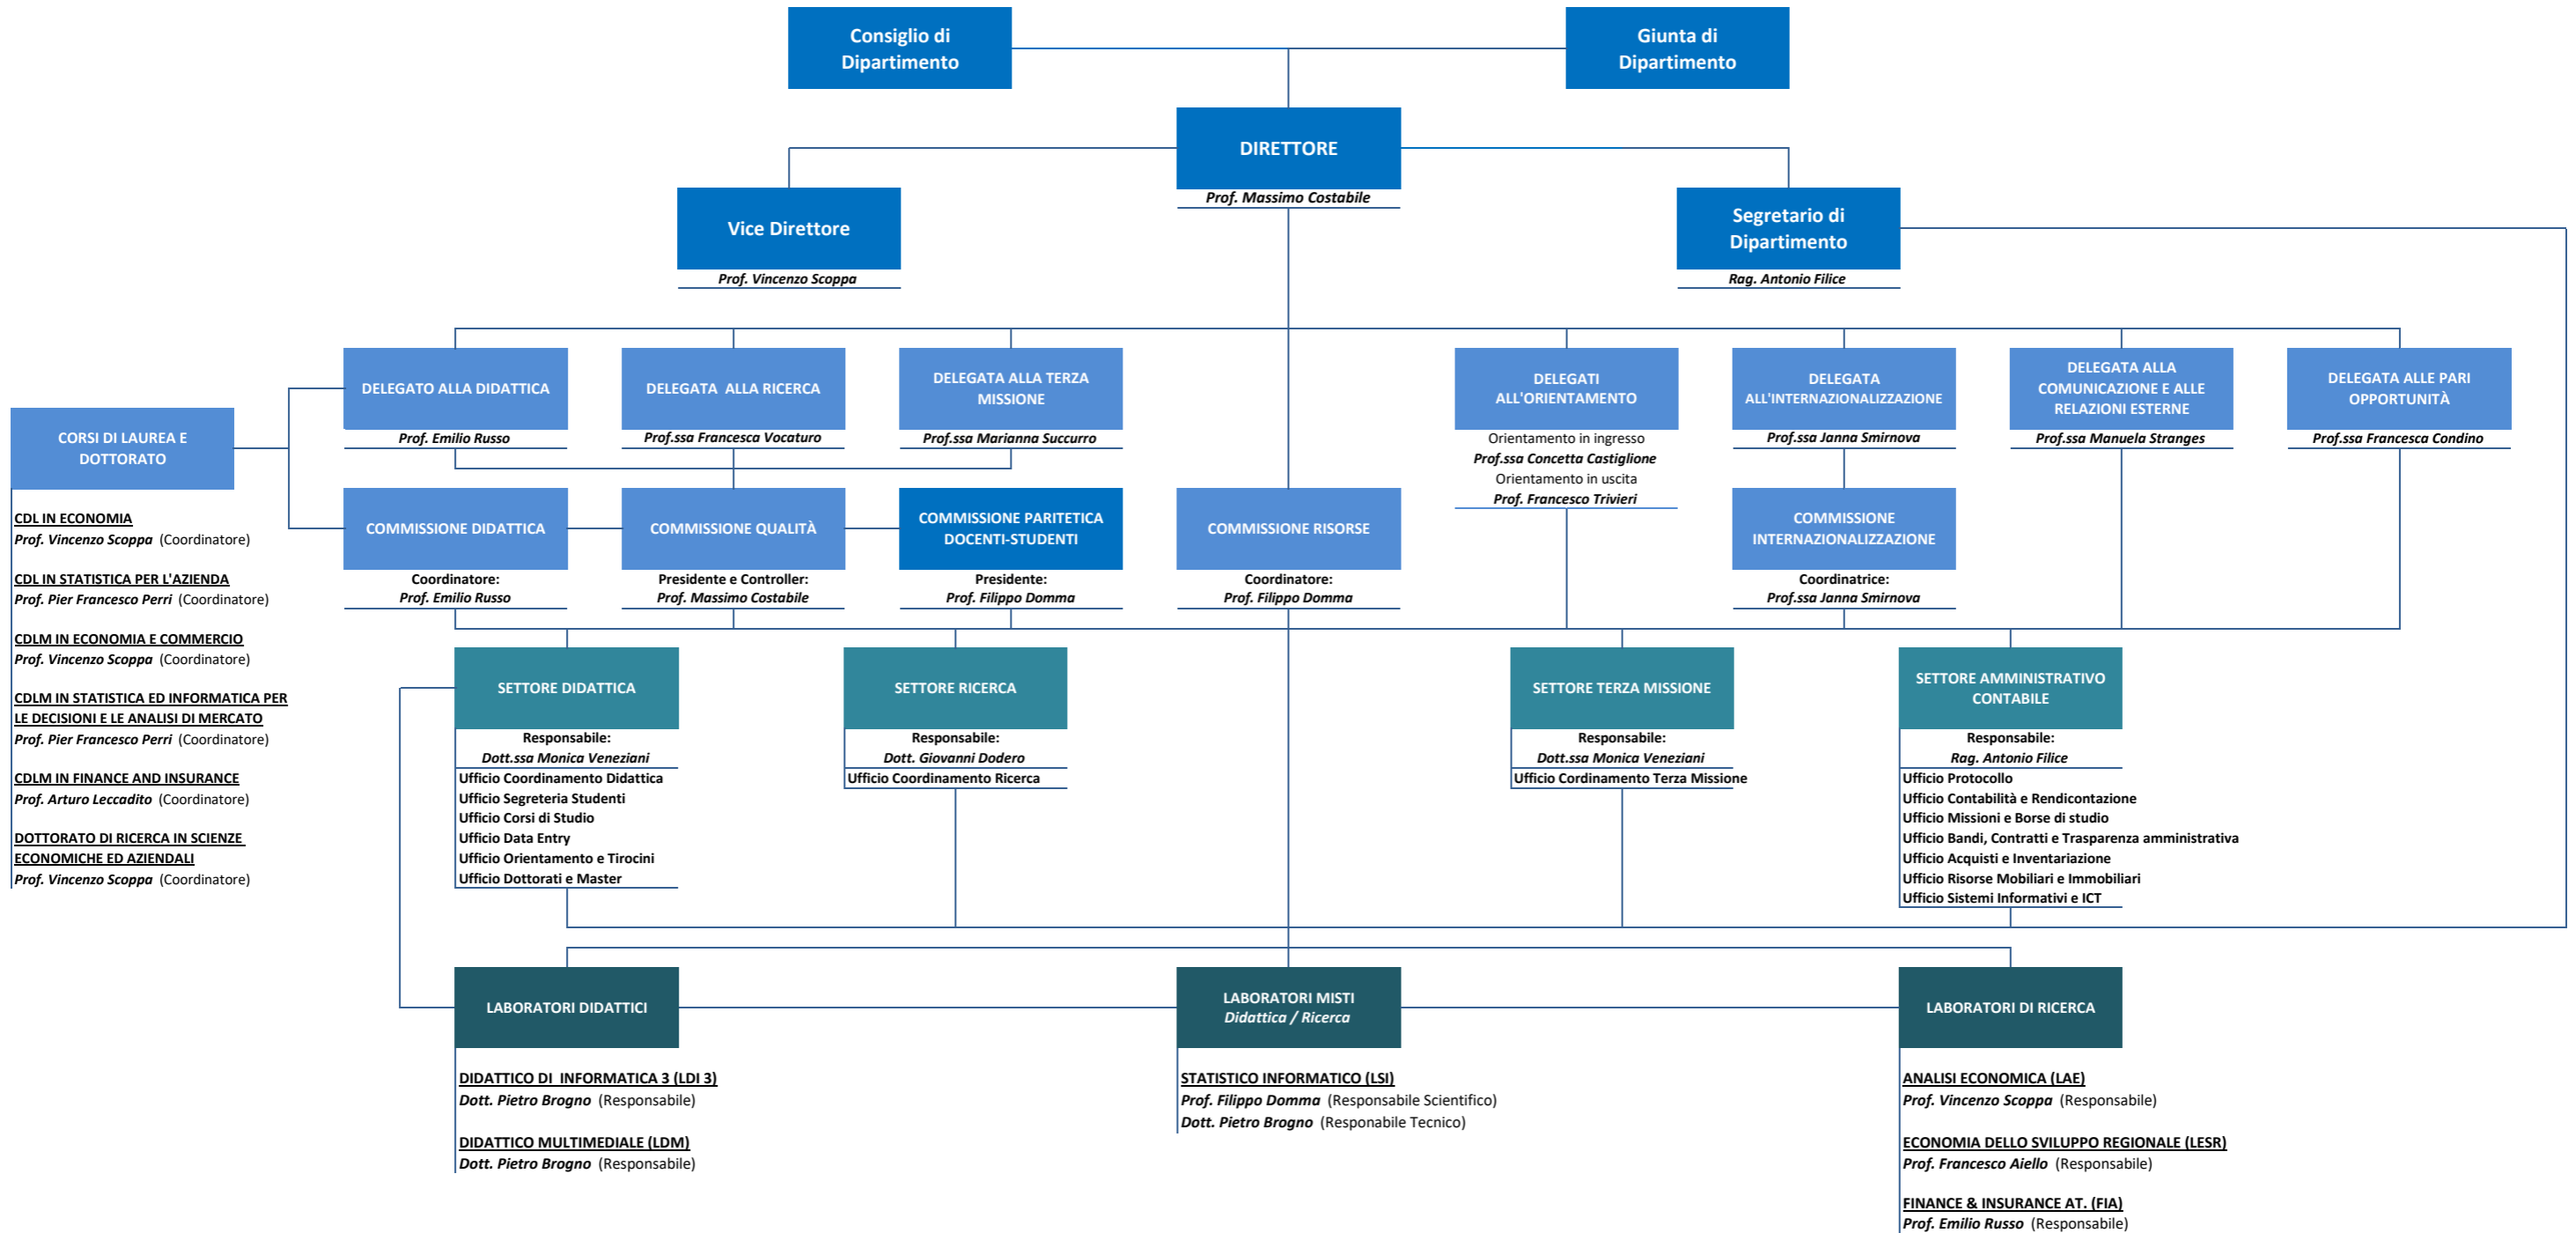 Consiglio di
Dipartimento
Giunta di
Dipartimento
DIRETTORE
Prof. Massimo Costabile
Vice Direttore
Prof. Vincenzo Scoppa
Segretario di
Dipartimento
Rag. Antonio Filice
CORSI DI LAUREA E
DOTTORATO
CDL IN ECONOMIA
Prof. Vincenzo Scoppa (Coordinatore)
CDL IN STATISTICA PER L'AZIENDA
Prof. Pier Francesco Perri (Coordinatore)
CDLM IN ECONOMIA E COMMERCIO
Prof. Vincenzo Scoppa (Coordinatore)
CDLM IN STATISTICA ED INFORMATICA PER
LE DECISIONI E LE ANALISI DI MERCATO
Prof. Pier Francesco Perri (Coordinatore)
CDLM IN FINANCE AND INSURANCE
Prof. Arturo Leccadito (Coordinatore)
DOTTORATO DI RICERCA IN SCIENZE
ECONOMICHE ED AZIENDALI
Prof. Vincenzo Scoppa (Coordinatore)
DELEGATO ALLA DIDATTICA
Prof. Emilio Russo
DELEGATA ALLA RICERCA
Prof.ssa Francesca Vocaturo
DELEGATA ALLA TERZA
MISSIONE
Prof.ssa Marianna Succurro
DELEGATI
ALL'ORIENTAMENTO
Orientamento in ingresso
Prof.ssa Concetta Castiglione
Orientamento in uscita
Prof. Francesco Trivieri
DELEGATA
ALL'INTERNAZIONALIZZAZIONE
Prof.ssa Janna Smirnova
DELEGATA ALLA
COMUNICAZIONE E ALLE
RELAZIONI ESTERNE
Prof.ssa Manuela Stranges
DELEGATA ALLE PARI
OPPORTUNITÀ
Prof.ssa Francesca Condino
COMMISSIONE DIDATTICA
Coordinatore:
Prof. Emilio Russo
COMMISSIONE QUALITÀ
Presidente e Controller:
Prof. Massimo Costabile
COMMISSIONE PARITETICA
DOCENTI-STUDENTI
Presidente:
Prof. Filippo Domma
COMMISSIONE RISORSE
Coordinatore:
Prof. Filippo Domma
COMMISSIONE
INTERNAZIONALIZZAZIONE
Coordinatrice:
Prof.ssa Janna Smirnova
SETTORE DIDATTICA
Responsabile:
Dott.ssa Monica Veneziani
Ufficio Coordinamento Didattica
Ufficio Segreteria Studenti
Ufficio Corsi di Studio
Ufficio Data Entry
Ufficio Orientamento e Tirocini
Ufficio Dottorati e Master
SETTORE RICERCA
Responsabile:
Dott. Giovanni Dodero
Ufficio Coordinamento Ricerca
SETTORE TERZA MISSIONE
Responsabile:
Dott.ssa Monica Veneziani
Ufficio Cordinamento Terza Missione
SETTORE AMMINISTRATIVO
CONTABILE
Responsabile:
Rag. Antonio Filice
Ufficio Protocollo
Ufficio Contabilità e Rendicontazione
Ufficio Missioni e Borse di studio
Ufficio Bandi, Contratti e Trasparenza amministrativa
Ufficio Acquisti e Inventariazione
Ufficio Risorse Mobiliari e Immobiliari
Ufficio Sistemi Informativi e ICT
LABORATORI DIDATTICI
DIDATTICO DI INFORMATICA 3 (LDI 3)
Dott. Pietro Brogno (Responsabile)
DIDATTICO MULTIMEDIALE (LDM)
Dott. Pietro Brogno (Responsabile)
LABORATORI MISTI
Didattica / Ricerca
STATISTICO INFORMATICO (LSI)
Prof. Filippo Domma (Responsabile Scientifico)
Dott. Pietro Brogno (Responabile Tecnico)
LABORATORI DI RICERCA
ANALISI ECONOMICA (LAE)
Prof. Vincenzo Scoppa (Responsabile)
ECONOMIA DELLO SVILUPPO REGIONALE (LESR)
Prof. Francesco Aiello (Responsabile)
FINANCE & INSURANCE AT. (FIA)
Prof. Emilio Russo (Responsabile)